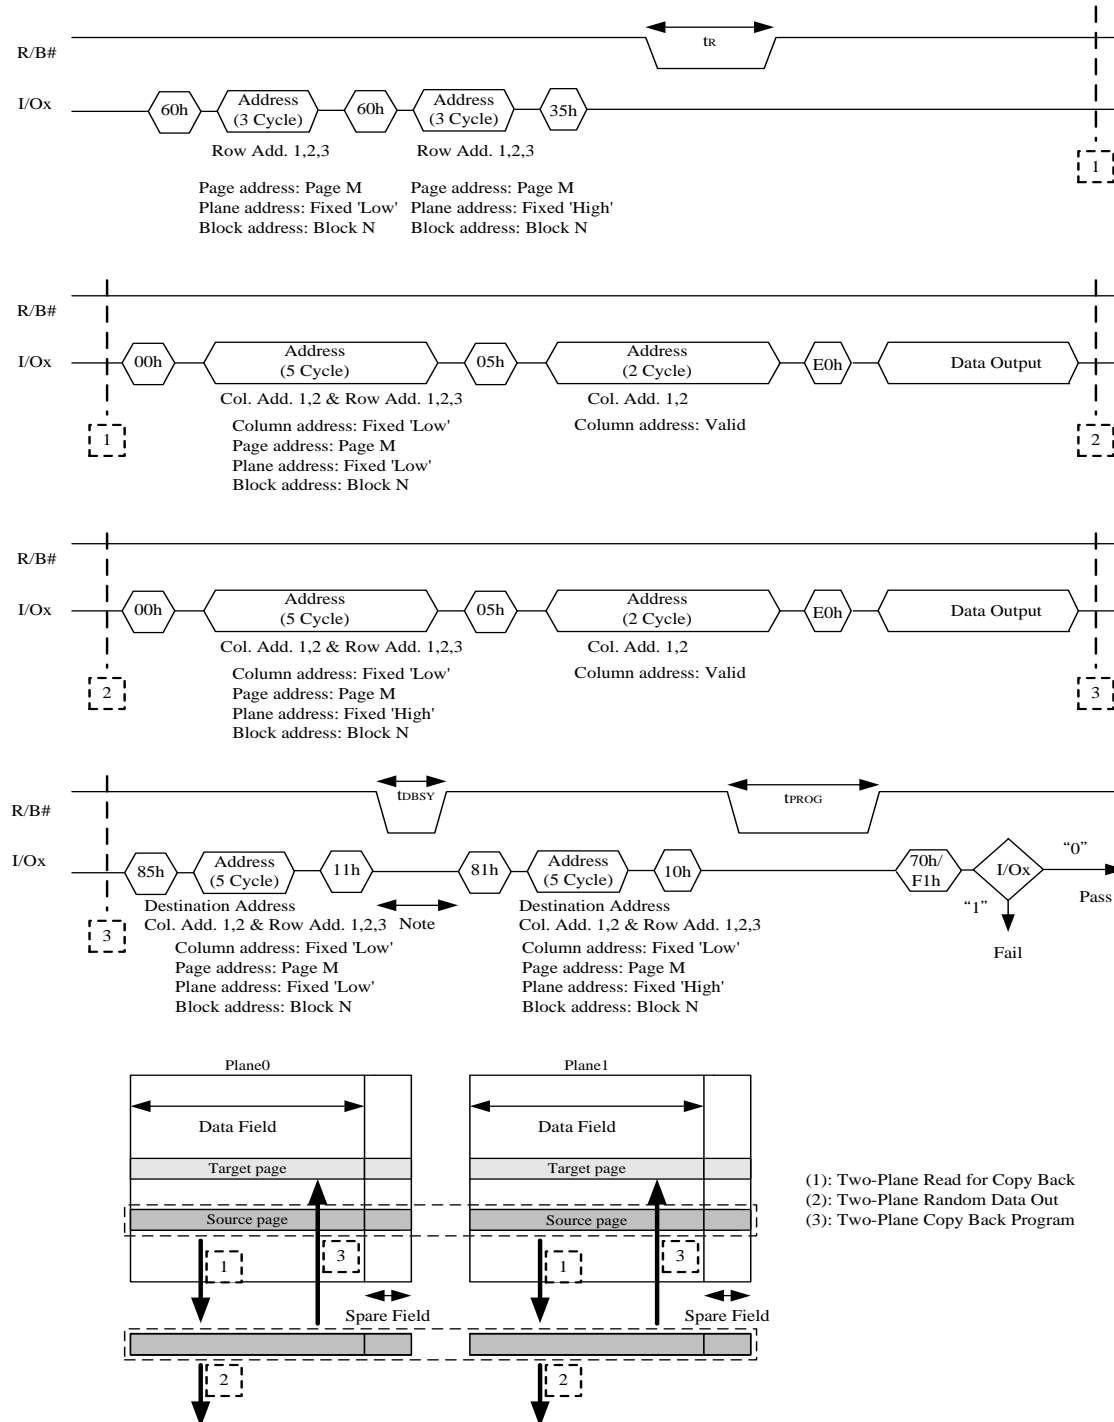 R/B#
tR
I/Ox
60h
Address
(3 Cycle)
60h
Address
(3 Cycle)
35h
Row Add. 1,2,3
Row Add. 1,2,3
1
Page address: Page M
Plane address: Fixed 'Low'
Block address: Block N
Page address: Page M
Plane address: Fixed 'High'
Block address: Block N
R/B#
I/Ox
00h
Address
(5 Cycle)
05h
Address
(2 Cycle)
E0h
Data Output
Col. Add. 1,2 & Row Add. 1,2,3
Col. Add. 1,2
1
Column address: Fixed 'Low'
Page address: Page M
Plane address: Fixed 'Low'
Block address: Block N
Column address: Valid
2
R/B#
I/Ox
00h
Address
(5 Cycle)
05h
Address
(2 Cycle)
E0h
Data Output
Col. Add. 1,2 & Row Add. 1,2,3
Col. Add. 1,2
2
Column address: Fixed 'Low'
Page address: Page M
Plane address: Fixed 'High'
Block address: Block N
Column address: Valid
3
R/B#
tDBSY
tPROG
I/Ox
85h
Address
(5 Cycle)
11h
81h
Address
(5 Cycle)
10h
70h/
F1h
I/Ox
“0”
Pass
“1”
Fail
3
Destination Address
Col. Add. 1,2 & Row Add. 1,2,3
Column address: Fixed 'Low'
Page address: Page M
Plane address: Fixed 'Low'
Block address: Block N
Note
Destination Address
Col. Add. 1,2 & Row Add. 1,2,3
Column address: Fixed 'Low'
Page address: Page M
Plane address: Fixed 'High'
Block address: Block N
Plane0
Plane1
Data Field
Data Field
Target page
Target page
Source page
Source page
1
3
1
3
Spare Field
Spare Field
2
2
(1): Two-Plane Read for Copy Back
(2): Two-Plane Random Data Out
(3): Two-Plane Copy Back Program